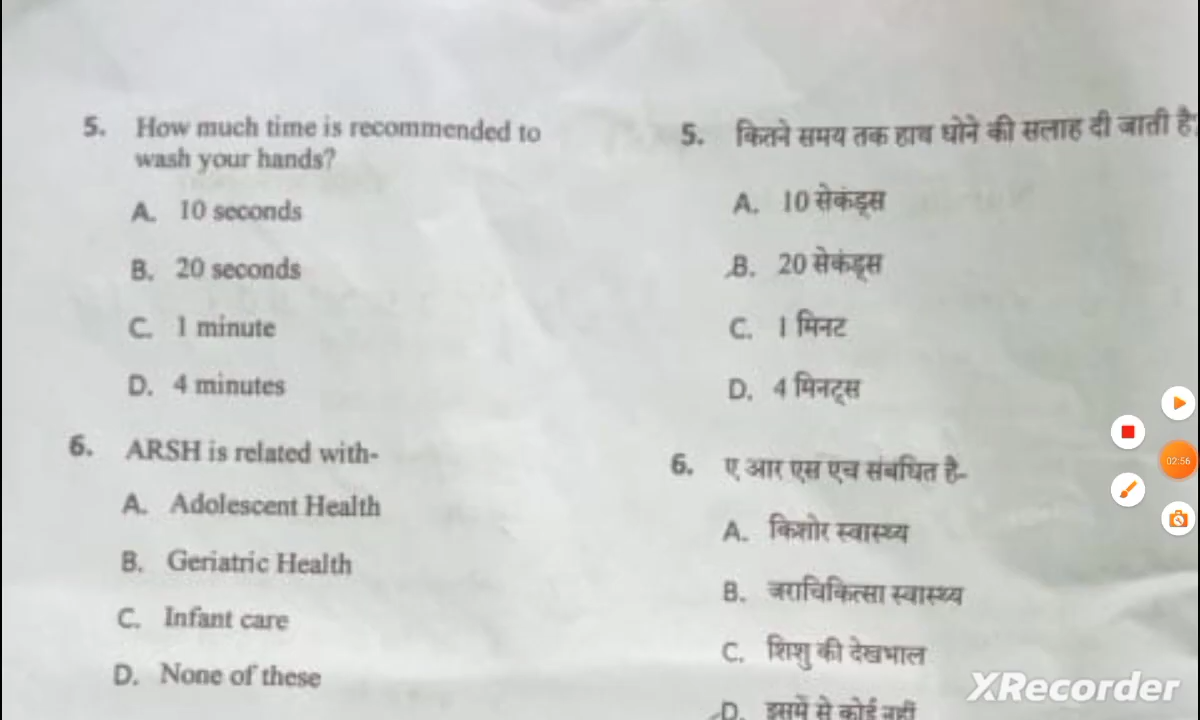 5. How much time is recommended to
wash your hands?
A. 10 seconds
B. 20 seconds
C. 1 minute
D. 4 minutes
6. ARSH is related with-
A. Adolescent Health
B. Geriatric Health
C. Infant care
D. None of these
5. कितने समय तक हाथ धोने की सलाह दी जाती है
A. 10 सेकंड्स
B. 20 सेकंड्स
C. 1 मिनट
D. 4 मिनट्स
6. ए आर एस एच संबंधित है-
A. किशोर स्वास्थ्य
B. जराचिकित्सा स्वास्थ्य
C. शिशु की देखभाल
D. इसमें से कोई नहीं
02:56
XRecorder